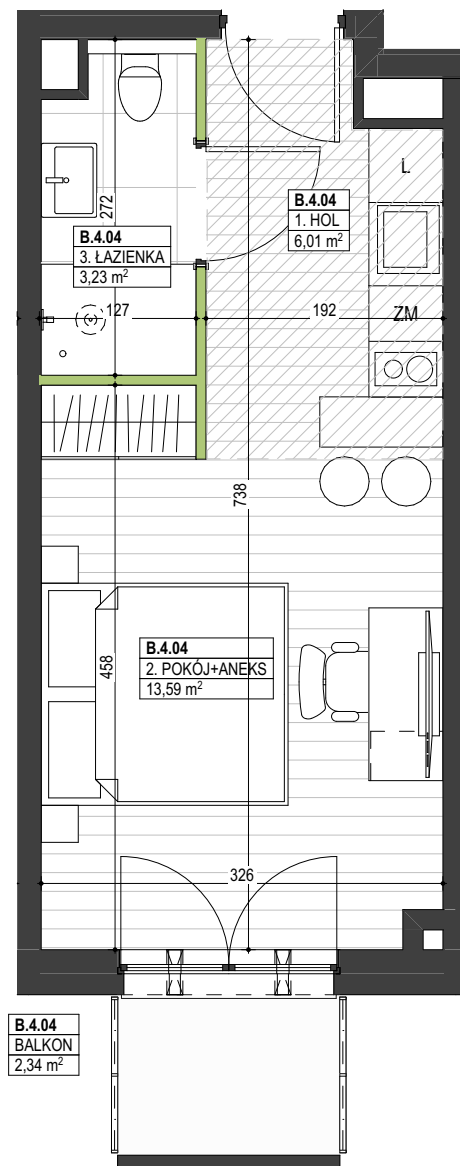 L
B.4.04
1. HOL
6,01 m²
272
B.4.04
3. ŁAZIENKA
3,23 m²
127
192
ZM
738
458
B.4.04
2. POKÓJ+ANEKS
13,59 m²
326
B.4.04
BALKON
2,34 m²